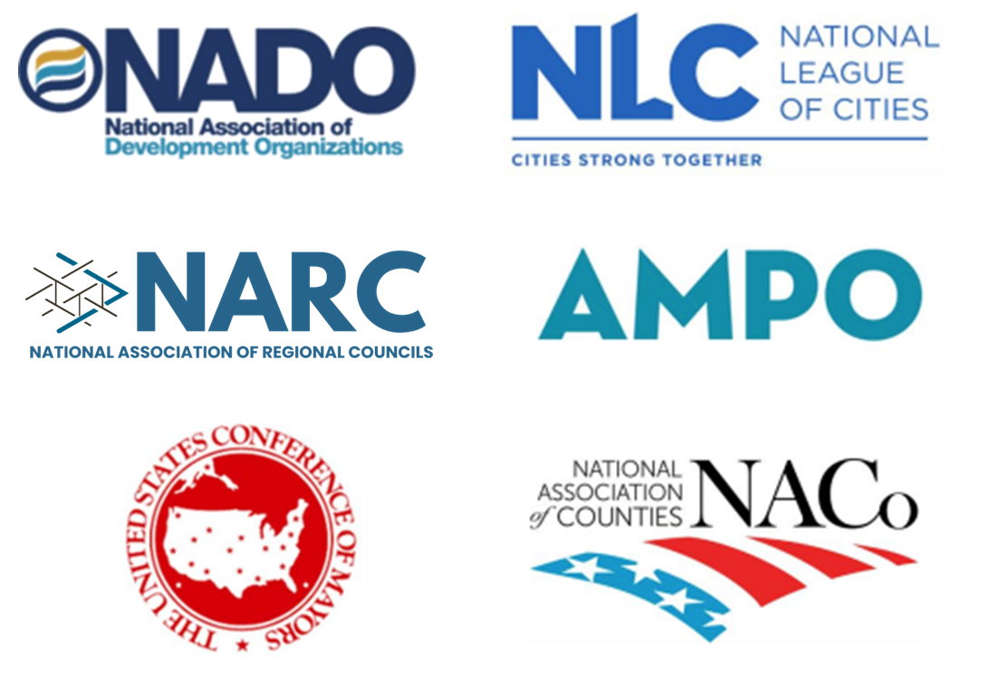 NADO
National Association of
Development Organizations
NLC
NATIONAL
LEAGUE
OF CITIES
CITIES STRONG TOGETHER
NARC
NATIONAL ASSOCIATION OF REGIONAL COUNCILS
AMPO
THE UNITED STATES CONFERENCE OF MAYORS
NATIONAL
ASSOCIATION
of COUNTIES
NACo